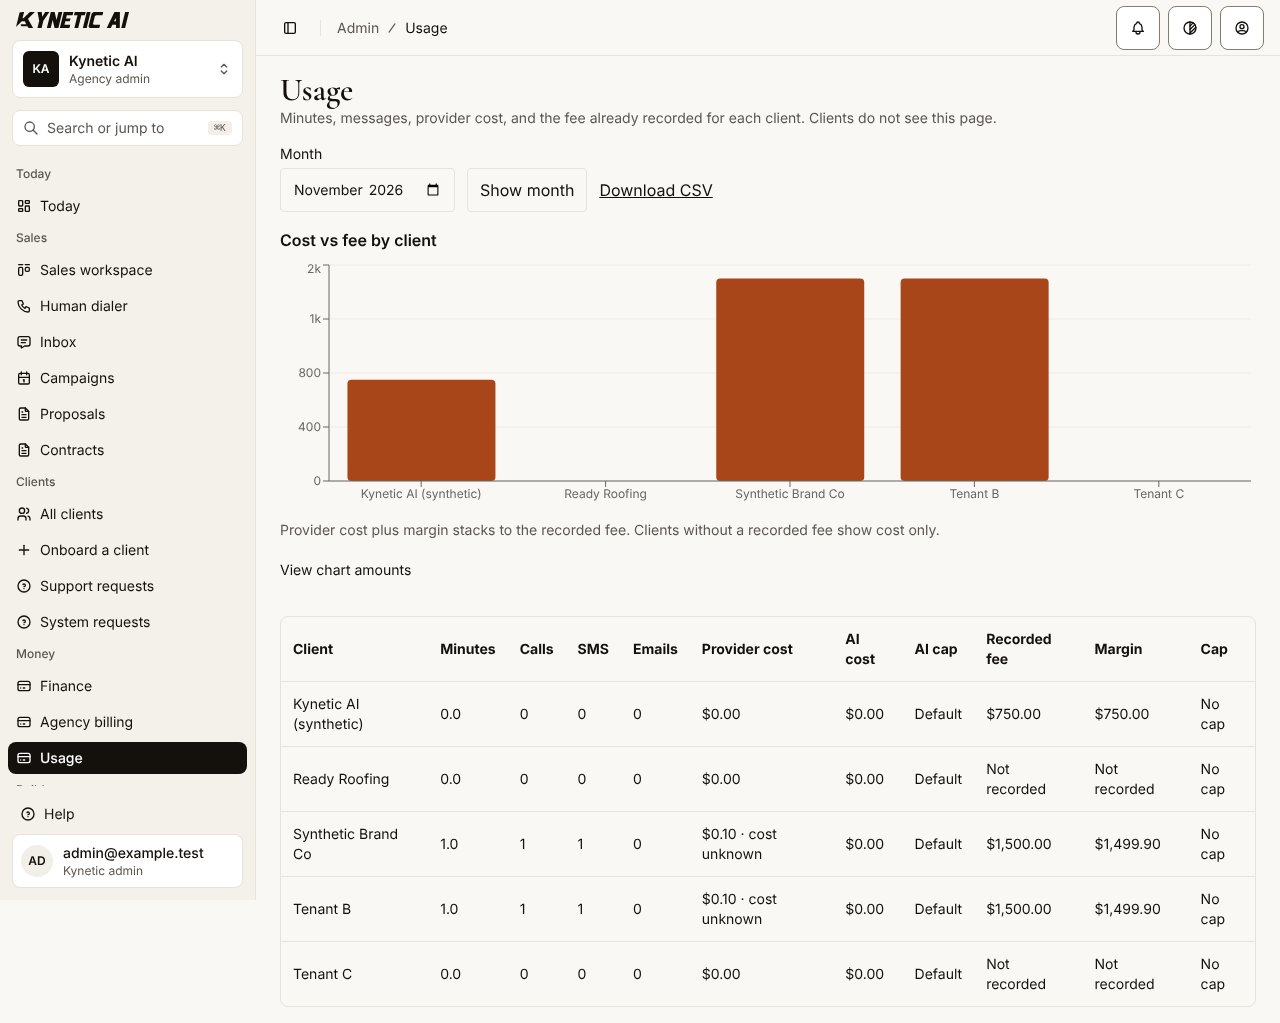 KYNETIC AI
KA
Kynetic AI
Agency admin
Search or jump to
⌘K
Today
Today
Sales
Sales workspace
Human dialer
Inbox
Campaigns
Proposals
Contracts
Clients
All clients
Onboard a client
Support requests
System requests
Money
Finance
Agency billing
Usage
Help
AD
admin@example.test
Kynetic admin
Admin / Usage
Usage
Minutes, messages, provider cost, and the fee already recorded for each client. Clients do not see this page.
Month
November 2026
Show month
Download CSV
Cost vs fee by client
2k
1k
800
400
0
Kynetic AI (synthetic)
Ready Roofing
Synthetic Brand Co
Tenant B
Tenant C
Provider cost plus margin stacks to the recorded fee. Clients without a recorded fee show cost only.
View chart amounts
Client Minutes Calls SMS Emails Provider cost AI cost AI cap Recorded fee Margin Cap
Kynetic AI (synthetic) 0.0 0 0 0 $0.00 $0.00 Default $750.00 $750.00 No cap
Ready Roofing 0.0 0 0 0 $0.00 $0.00 Default Not recorded Not recorded No cap
Synthetic Brand Co 1.0 1 1 0 $0.10 · cost unknown $0.00 Default $1,500.00 $1,499.90 No cap
Tenant B 1.0 1 1 0 $0.10 · cost unknown $0.00 Default $1,500.00 $1,499.90 No cap
Tenant C 0.0 0 0 0 $0.00 $0.00 Default Not recorded Not recorded No cap